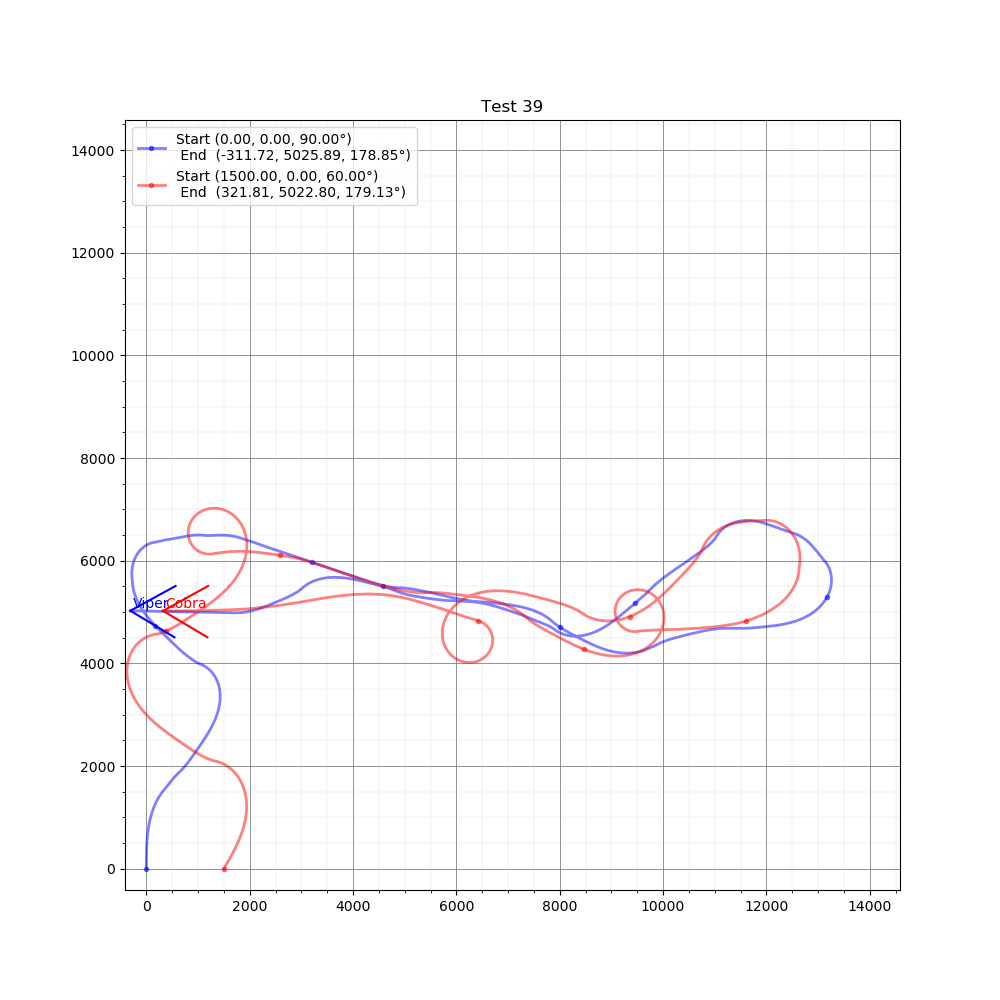 Test 39
Start (0.00, 0.00, 90.00°)
End (-311.72, 5025.89, 178.85°)
Start (1500.00, 0.00, 60.00°)
End (321.81, 5022.80, 179.13°)
14000
12000
10000
8000
6000
Viper
Cobra
4000
2000
0
0 2000 4000 6000 8000 10000 12000 14000